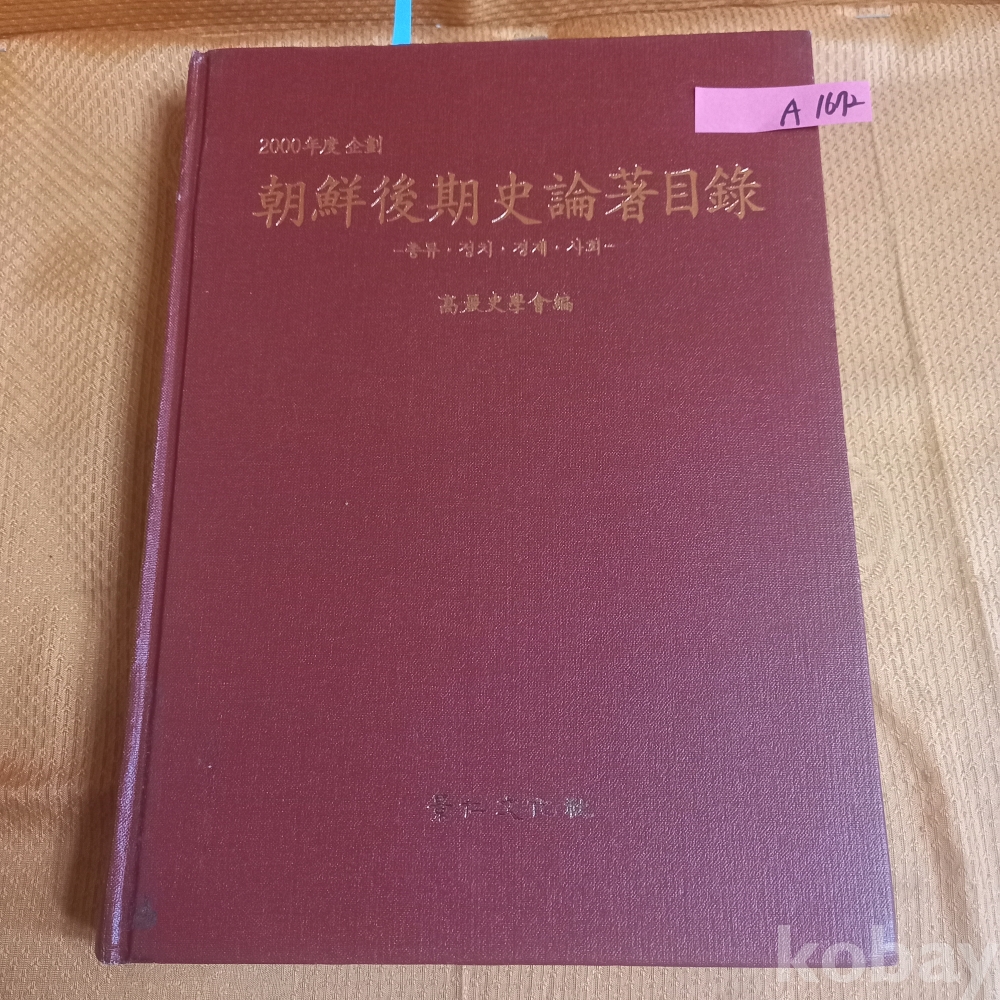 A 1672
2000年度 企劃
朝鮮後期史論著目錄
-총류·정치·경제·사회-
高麗史學會編
景仁文化社
kobay